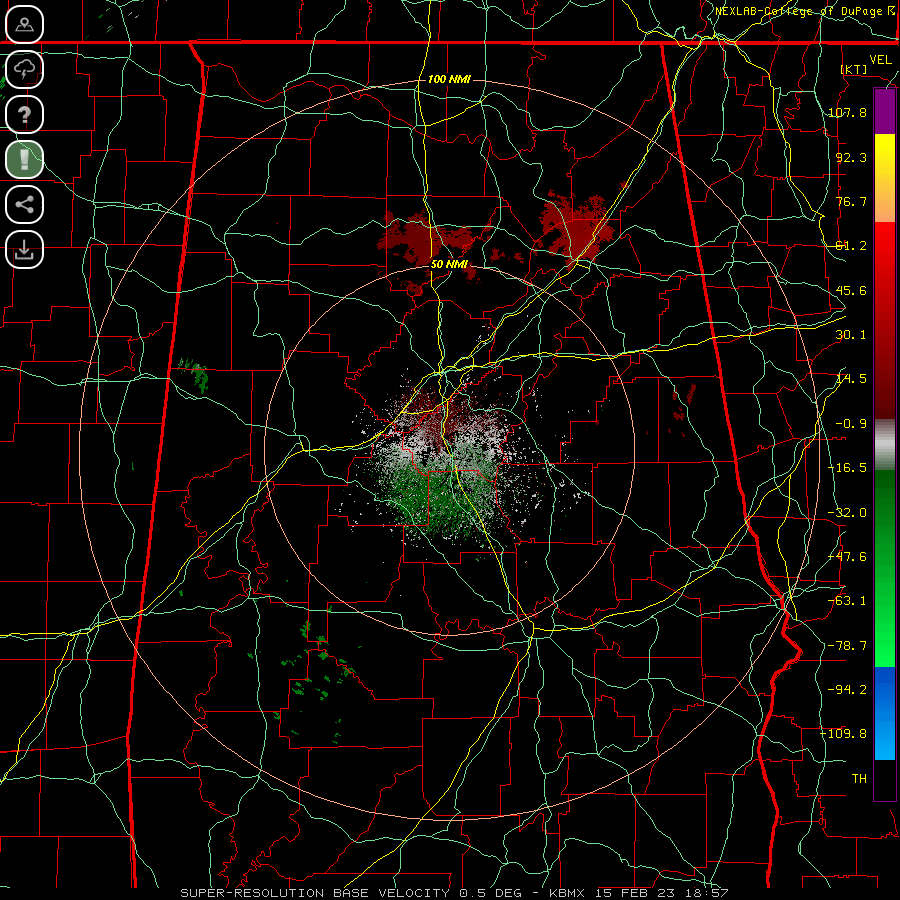 NEXLAB-College of DuPage
VEL
[KT]
100 NMI
107.8
92.3
76.7
61.2
50 NMI
45.6
30.1
14.5
-0.9
-16.5
-32.0
-47.6
-63.1
-78.7
-94.2
-109.8
TH
?
SUPER-RESOLUTION BASE VELOCITY 0.5 DEG - KBMX 15 FEB 23 18:57